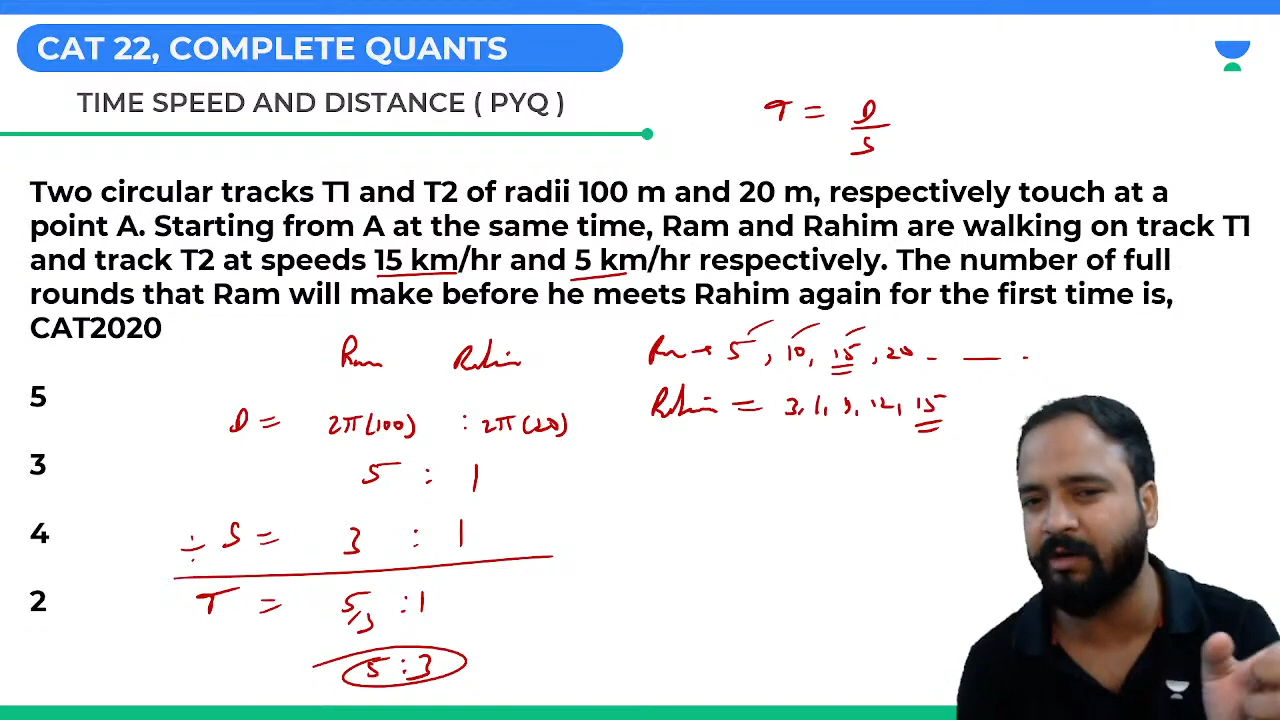 CAT 22, COMPLETE QUANTS
TIME SPEED AND DISTANCE ( PYQ )
T = D/S
Two circular tracks T1 and T2 of radii 100 m and 20 m, respectively touch at a
point A. Starting from A at the same time, Ram and Rahim are walking on track T1
and track T2 at speeds 15 km/hr and 5 km/hr respectively. The number of full
rounds that Ram will make before he meets Rahim again for the first time is,
CAT2020
Ram Rahim
Ram → 5, 10, 15, 20 - — -
5
D = 2π(100) : 2π(20)
Rahim = 3, 9, 12, 15
3
5 : 1
4
÷ S = 3 : 1
2
T = 5/3 : 1
5 : 3